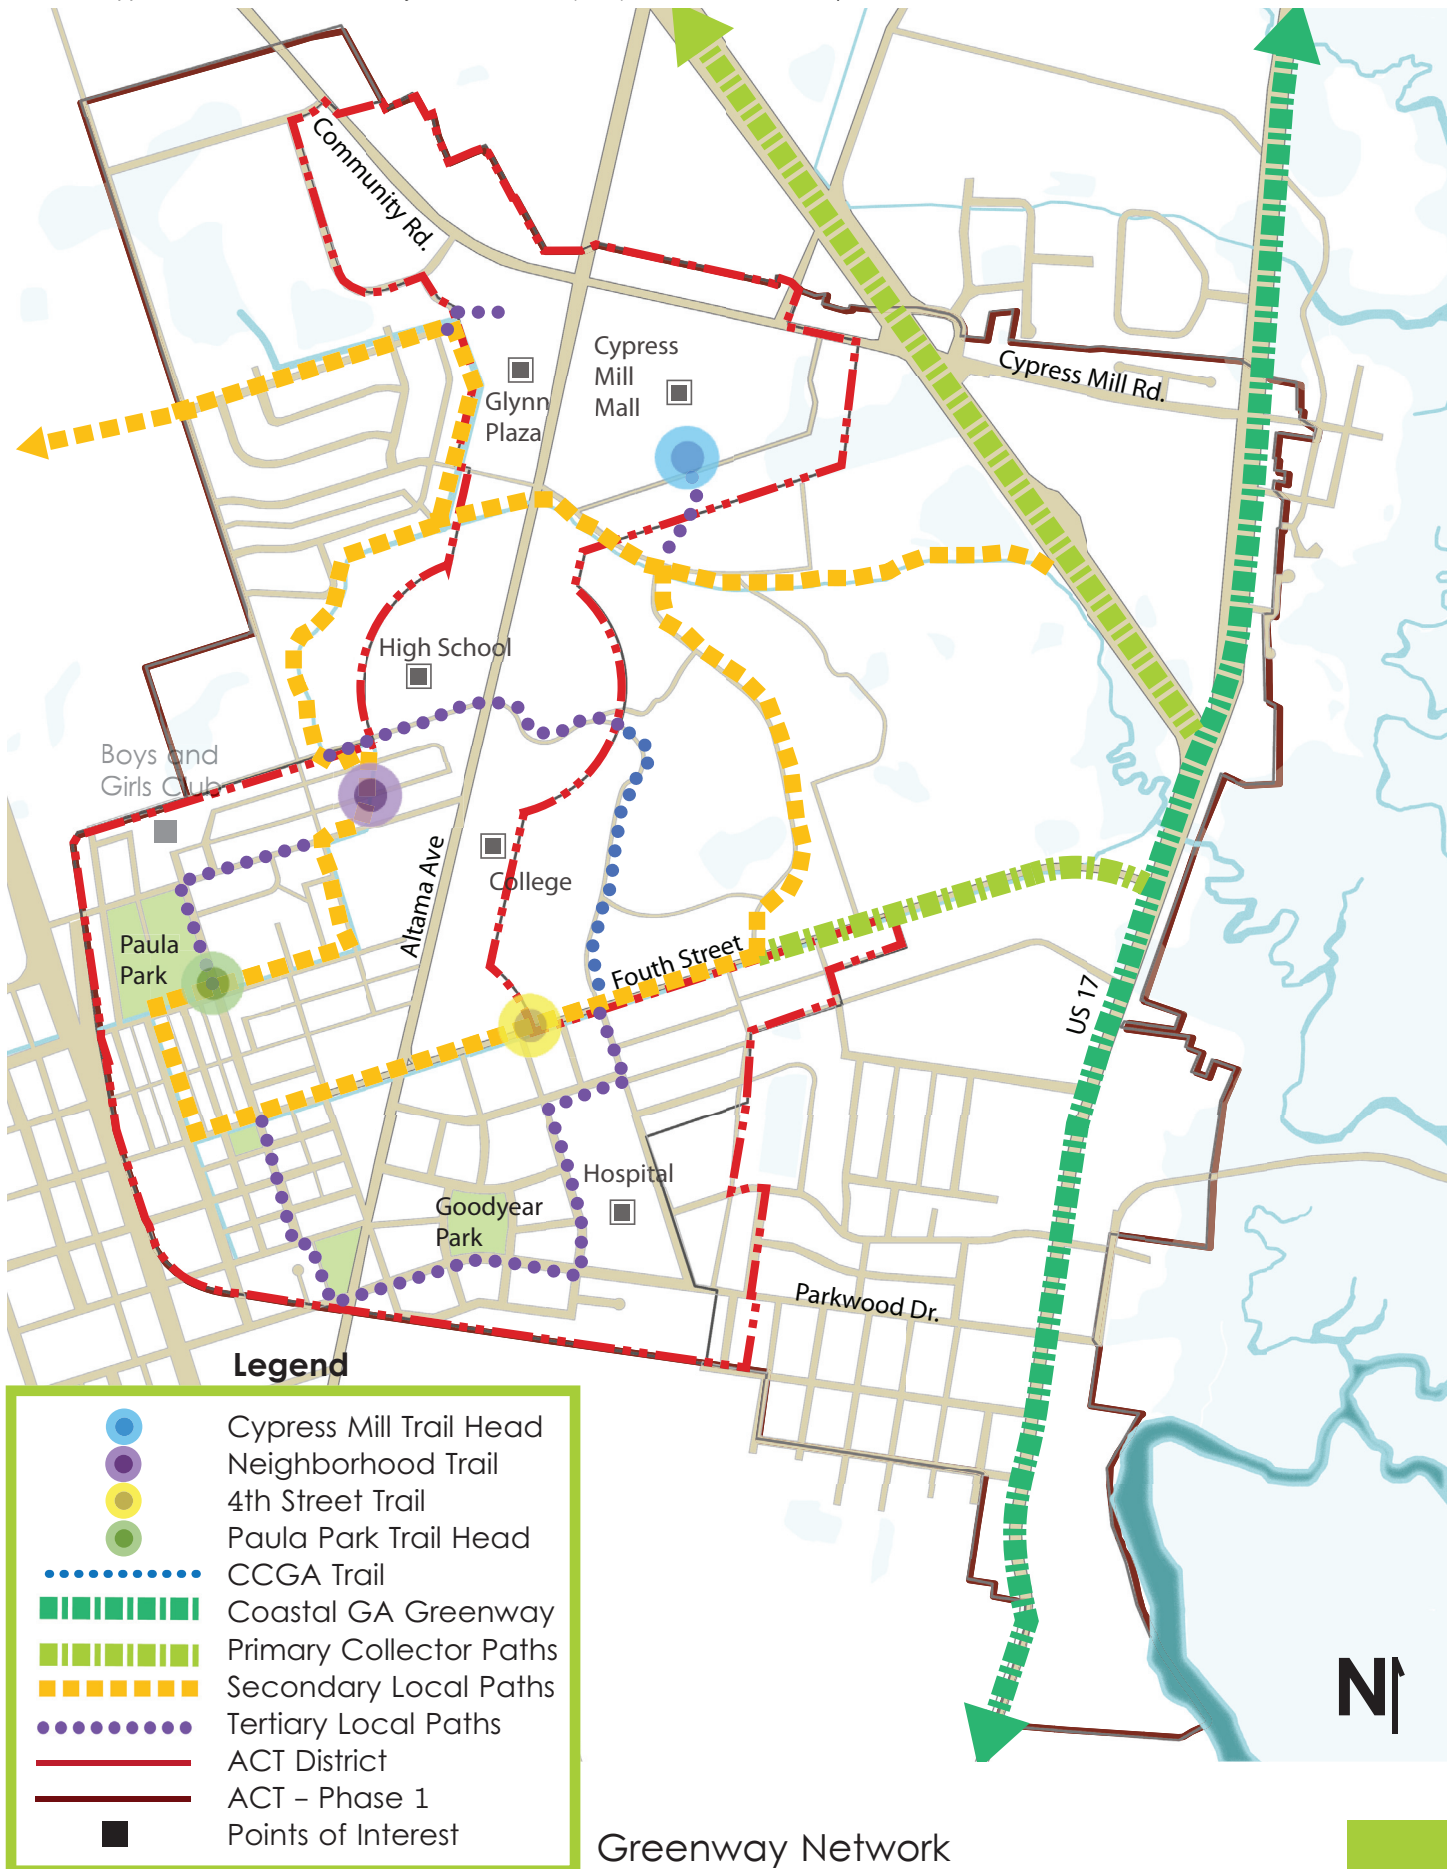 Community Rd.
Cypress
Mill
Mall
Glynn
Plaza
Cypress Mill Rd.
High School
Boys and
Girls Club
Altama Ave
College
Paula
Park
Fouth Street
US 17
Hospital
Goodyear
Park
Parkwood Dr.
Legend
Cypress Mill Trail Head
Neighborhood Trail
4th Street Trail
Paula Park Trail Head
CCGA Trail
Coastal GA Greenway
Primary Collector Paths
Secondary Local Paths
Tertiary Local Paths
ACT District
ACT – Phase 1
Points of Interest
N
Greenway Network